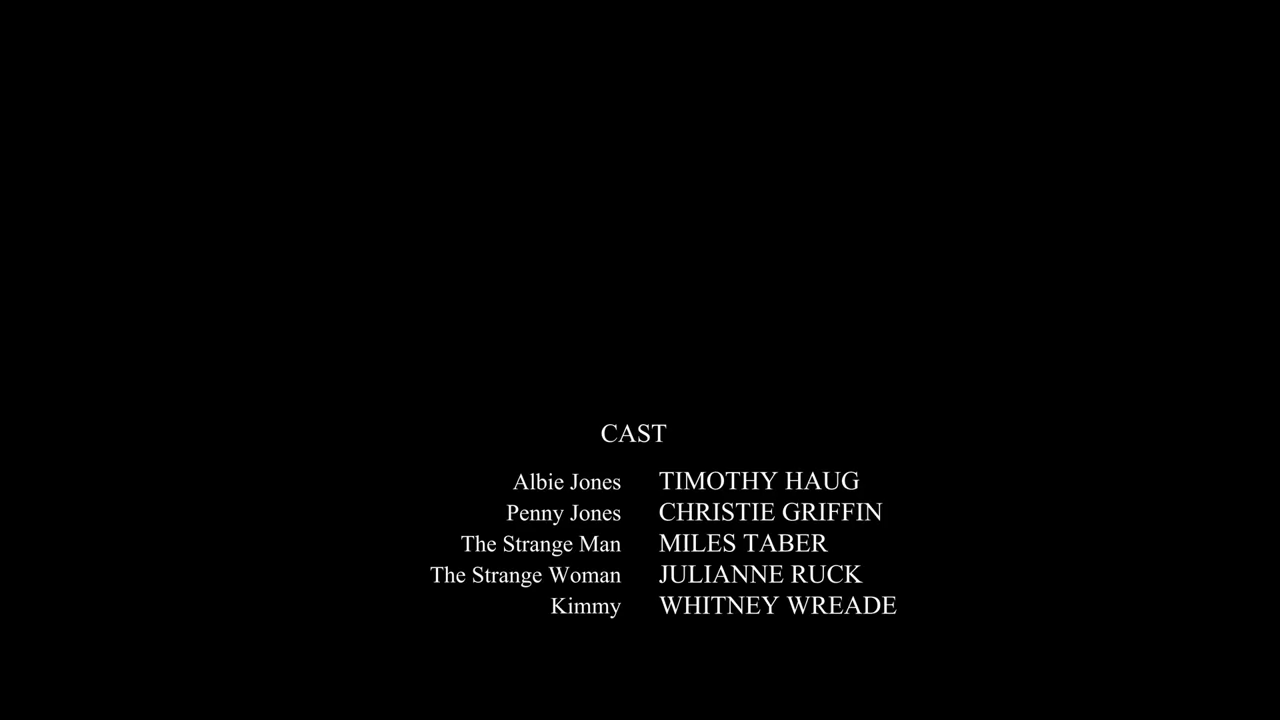 CAST
Albie Jones TIMOTHY HAUG
Penny Jones CHRISTIE GRIFFIN
The Strange Man MILES TABER
The Strange Woman JULIANNE RUCK
Kimmy WHITNEY WREADE